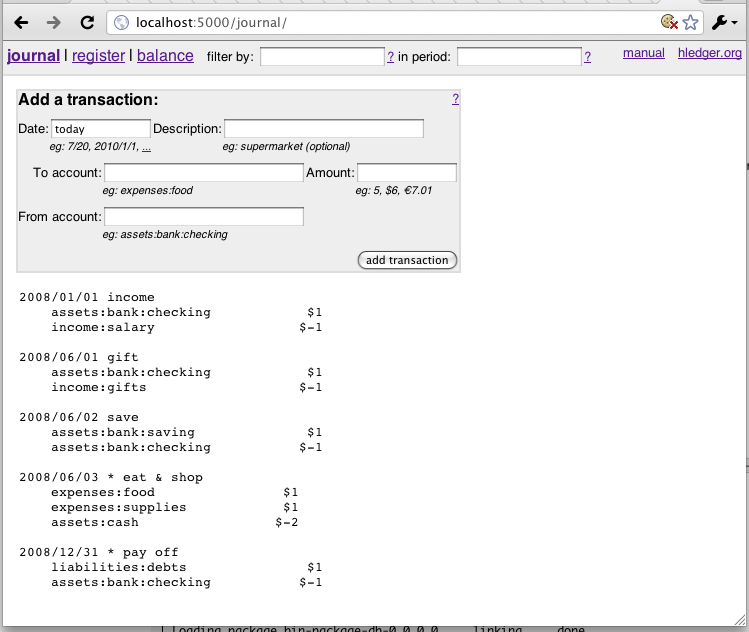 localhost:5000/journal/
journal | register | balance filter by: ? in period: ? manual hledger.org
Add a transaction: ?
Date: today Description:
eg: 7/20, 2010/1/1, ... eg: supermarket (optional)
To account: Amount:
eg: expenses:food eg: 5, $6, €7.01
From account:
eg: assets:bank:checking
add transaction
2008/01/01 income
assets:bank:checking $1
income:salary $-1
2008/06/01 gift
assets:bank:checking $1
income:gifts $-1
2008/06/02 save
assets:bank:saving $1
assets:bank:checking $-1
2008/06/03 * eat & shop
expenses:food $1
expenses:supplies $1
assets:cash $-2
2008/12/31 * pay off
liabilities:debts $1
assets:bank:checking $-1
Loading package bin-package-db-0.0.0.0 ... linking ... done.